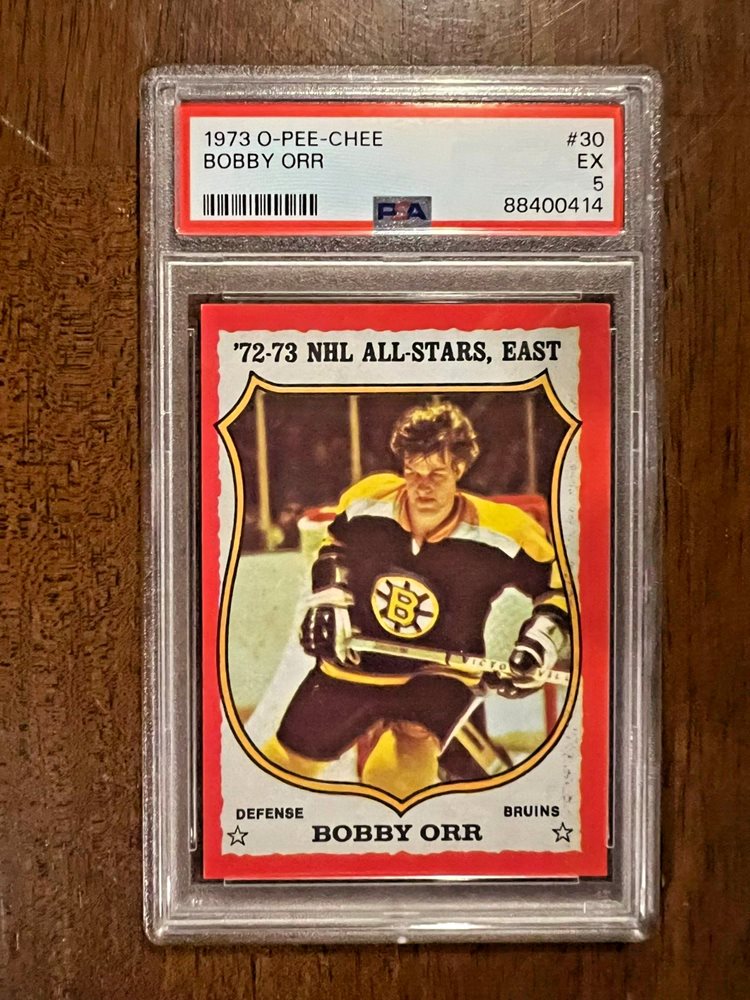 1973 O-PEE-CHEE #30
BOBBY ORR EX
5
PSA 88400414
'72-73 NHL ALL-STARS, EAST
B
VICTORIAVILL
DEFENSE BRUINS
BOBBY ORR